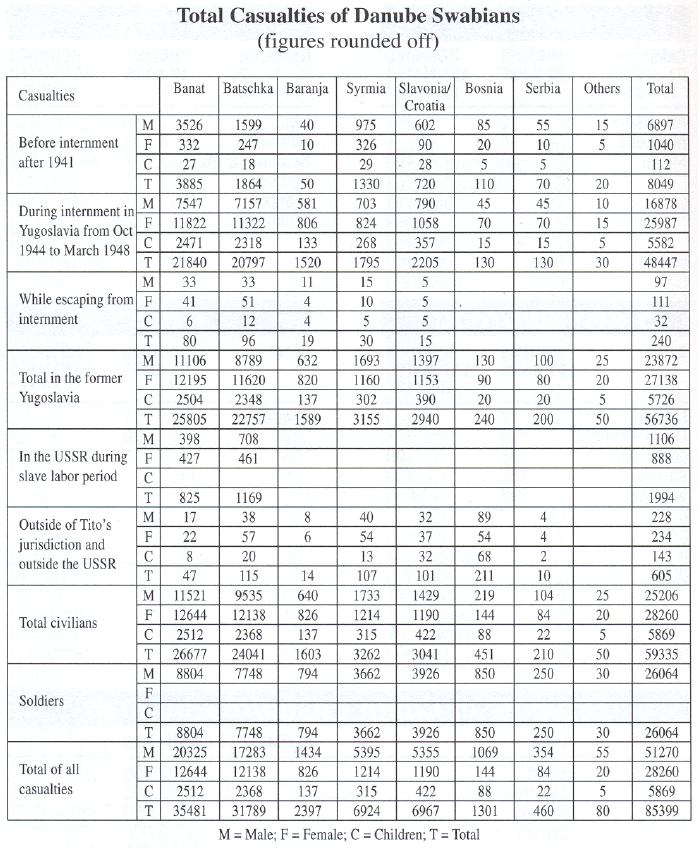 Total Casualties of Danube Swabians
(figures rounded off)
Casualties Banat Batschka Baranja Syrmia Slavonia/ Croatia Bosnia Serbia Others Total
Before internment after 1941
M 3526 1599 40 975 602 85 55 15 6897
F 332 247 10 326 90 20 10 5 1040
C 27 18 29 28 5 5 112
T 3885 1864 50 1330 720 110 70 20 8049
During internment in Yugoslavia from Oct 1944 to March 1948
M 7547 7157 581 703 790 45 45 10 16878
F 11822 11322 806 824 1058 70 70 15 25987
C 2471 2318 133 268 357 15 15 5 5582
T 21840 20797 1520 1795 2205 130 130 30 48447
While escaping from internment
M 33 33 11 15 5 97
F 41 51 4 10 5 111
C 6 12 4 5 5 32
T 80 96 19 30 15 240
Total in the former Yugoslavia
M 11106 8789 632 1693 1397 130 100 25 23872
F 12195 11620 820 1160 1153 90 80 20 27138
C 2504 2348 137 302 390 20 20 5 5726
T 25805 22757 1589 3155 2940 240 200 50 56736
In the USSR during slave labor period
M 398 708 1106
F 427 461 888
C
T 825 1169 1994
Outside of Tito's jurisdiction and outside the USSR
M 17 38 8 40 32 89 4 228
F 22 57 6 54 37 54 4 234
C 8 20 13 32 68 2 143
T 47 115 14 107 101 211 10 605
Total civilians
M 11521 9535 640 1733 1429 219 104 25 25206
F 12644 12138 826 1214 1190 144 84 20 28260
C 2512 2368 137 315 422 88 22 5 5869
T 26677 24041 1603 3262 3041 451 210 50 59335
Soldiers
M 8804 7748 794 3662 3926 850 250 30 26064
F
C
T 8804 7748 794 3662 3926 850 250 30 26064
Total of all casualties
M 20325 17283 1434 5395 5355 1069 354 55 51270
F 12644 12138 826 1214 1190 144 84 20 28260
C 2512 2368 137 315 422 88 22 5 5869
T 35481 31789 2397 6924 6967 1301 460 80 85399
M = Male; F = Female; C = Children; T = Total